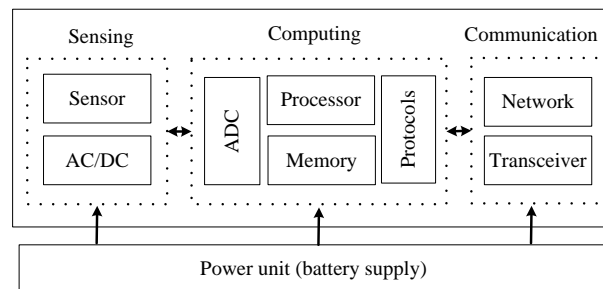 Sensing
Computing
Communication
Sensor
AC/DC
ADC
Processor
Memory
Protocols
Network
Transceiver
Power unit (battery supply)